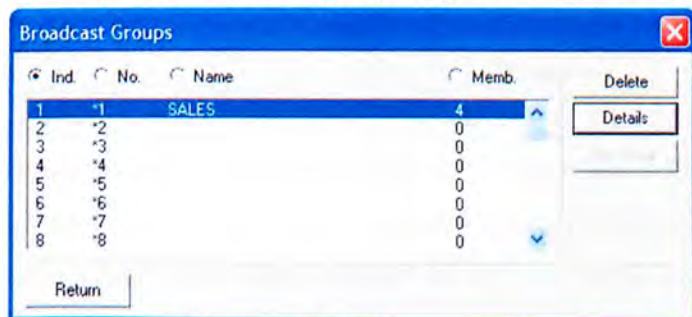 Broadcast Groups
Ind. No. Name Memb.
Delete
1 *1 SALES 4
Details
2 *2 0
3 *3 0
4 *4 0
5 *5 0
6 *6 0
7 *7 0
8 *8 0
Return